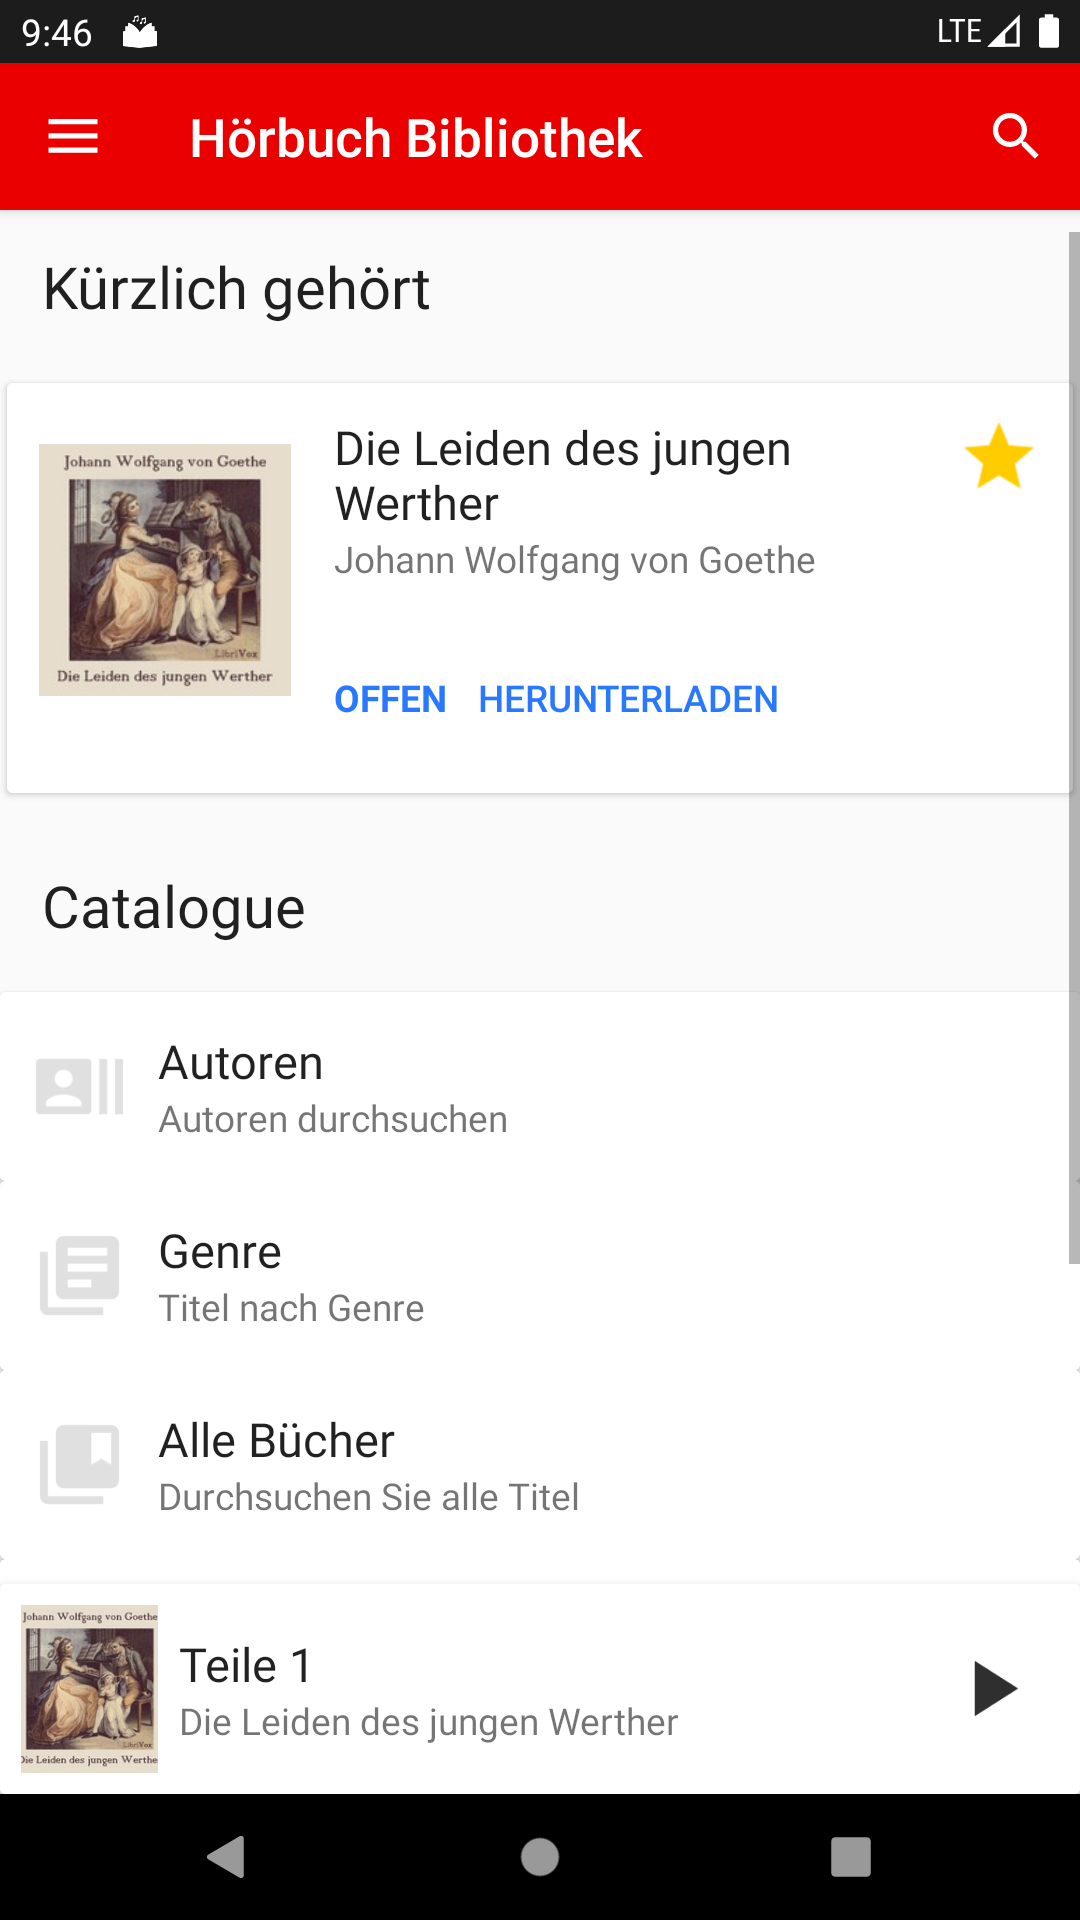 9:46
LTE
Hörbuch Bibliothek
Kürzlich gehört
Johann Wolfgang von Goethe
LibriVox
Die Leiden des jungen Werther
Die Leiden des jungen
Werther
Johann Wolfgang von Goethe
OFFEN HERUNTERLADEN
Catalogue
Autoren
Autoren durchsuchen
Genre
Titel nach Genre
Alle Bücher
Durchsuchen Sie alle Titel
Johann Wolfgang von Goethe
LibriVox
Die Leiden des jungen Werther
Teile 1
Die Leiden des jungen Werther